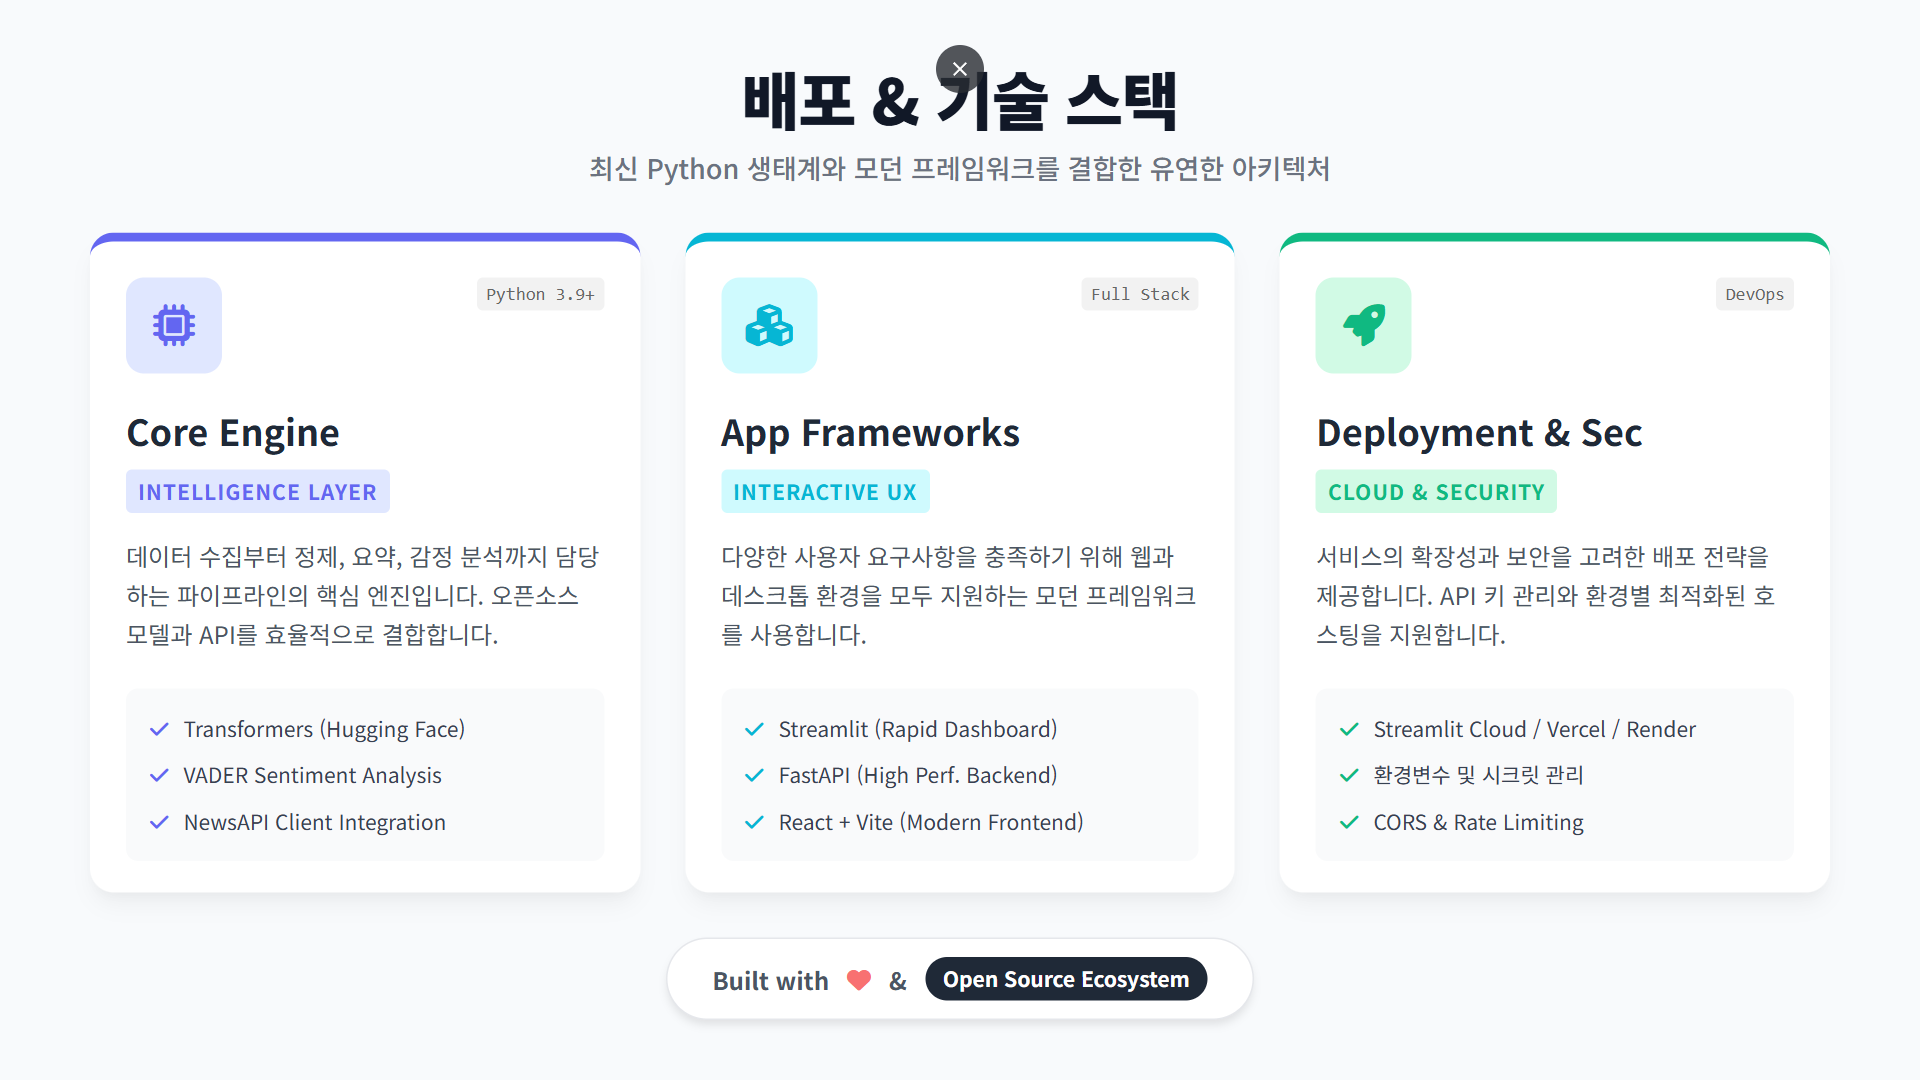 배포 & 기술 스택
최신 Python 생태계와 모던 프레임워크를 결합한 유연한 아키텍처
Python 3.9+
Core Engine
INTELLIGENCE LAYER
데이터 수집부터 정제, 요약, 감정 분석까지 담당
하는 파이프라인의 핵심 엔진입니다. 오픈소스
모델과 API를 효율적으로 결합합니다.
Transformers (Hugging Face)
VADER Sentiment Analysis
NewsAPI Client Integration
Full Stack
App Frameworks
INTERACTIVE UX
다양한 사용자 요구사항을 충족하기 위해 웹과
데스크톱 환경을 모두 지원하는 모던 프레임워크
를 사용합니다.
Streamlit (Rapid Dashboard)
FastAPI (High Perf. Backend)
React + Vite (Modern Frontend)
DevOps
Deployment & Sec
CLOUD & SECURITY
서비스의 확장성과 보안을 고려한 배포 전략을
제공합니다. API 키 관리와 환경별 최적화된 호
스팅을 지원합니다.
Streamlit Cloud / Vercel / Render
환경변수 및 시크릿 관리
CORS & Rate Limiting
Built with & Open Source Ecosystem